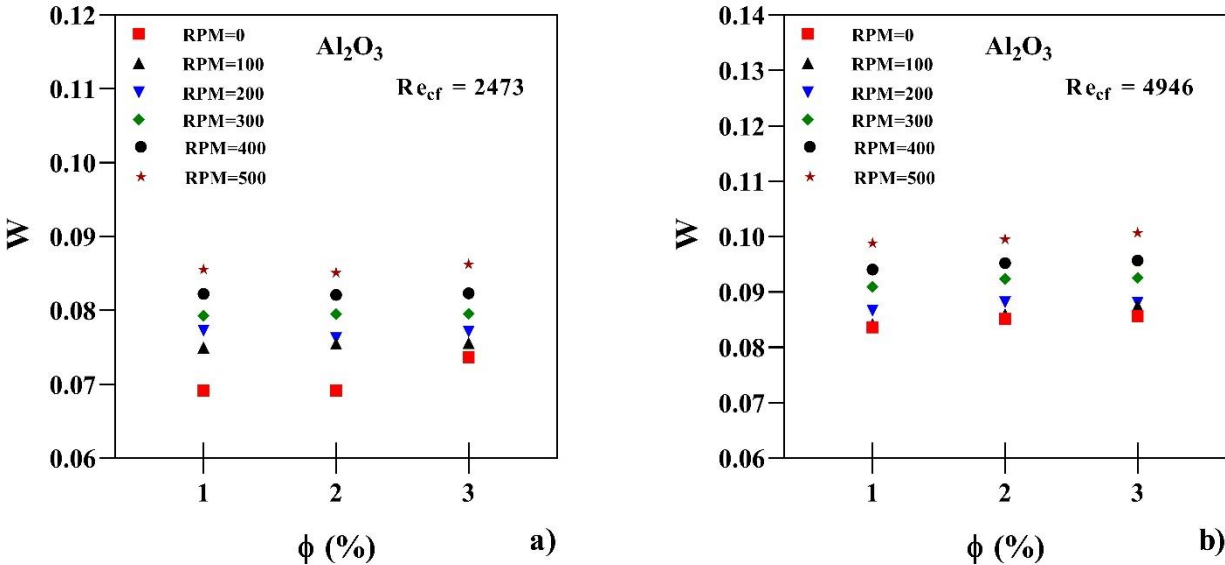 0.12
0.11
0.10
0.09
0.08
0.07
0.06
W
RPM=0
RPM=100
RPM=200
RPM=300
RPM=400
RPM=500
Al₂O₃
Re_cf = 2473
1 2 3
ϕ (%)
a)
0.14
0.13
0.12
0.11
0.10
0.09
0.08
0.07
0.06
W
RPM=0
RPM=100
RPM=200
RPM=300
RPM=400
RPM=500
Al₂O₃
Re_cf = 4946
1 2 3
ϕ (%)
b)